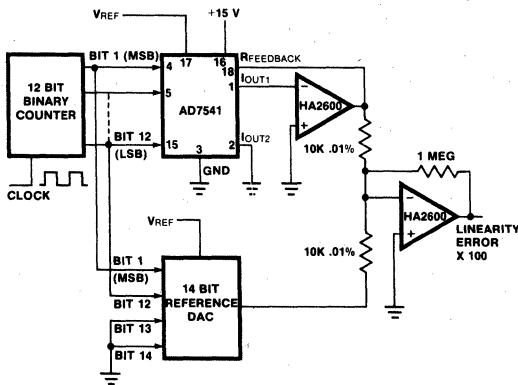 VREF
+15 V
BIT 1 (MSB)
4
17
16
18
RFEEDBACK
1
IOUT1
12 BIT
BINARY
COUNTER
5
AD7541
−
HA2600
+
BIT 12
(LSB)
15
3
2
IOUT2
GND
10K .01%
1 MEG
CLOCK
−
HA2600
+
LINEARITY
ERROR
X 100
VREF
10K .01%
BIT 1
(MSB)
BIT 12
BIT 13
BIT 14
14 BIT
REFERENCE
DAC